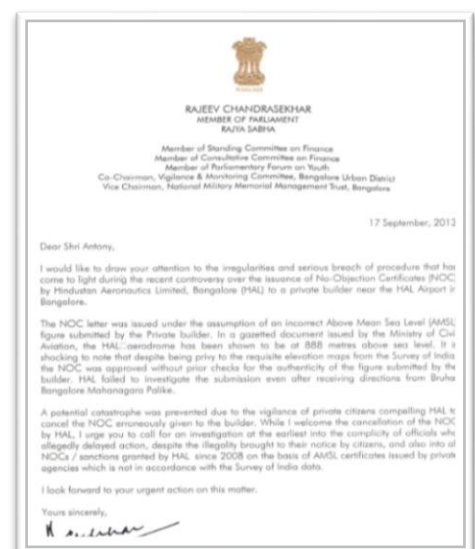 RAJEEV CHANDRASEKHAR
MEMBER OF PARLIAMENT
RAJYA SABHA
Member of Standing Committee on Finance
Member of Consultative Committee on Finance
Member of Parliamentary Forum on Youth
Co-Chairman, Vigilance & Monitoring Committee, Bangalore Urban District
Vice Chairman, National Military Memorial Management Trust, Bangalore
17 September, 2013
Dear Shri Antony,
I would like to draw your attention to the irregularities and serious breach of procedure that has
come to light during the recent controversy over the issuance of No-Objection Certificates (NOC)
by Hindustan Aeronautics Limited, Bangalore (HAL) to a private builder near the HAL Airport in
Bangalore.
The NOC letter was issued under the assumption of an incorrect Above Mean Sea Level (AMSL)
figure submitted by the Private builder. In a gazetted document issued by the Ministry of Civi
Aviation, the HAL aerodrome has been shown to be at 888 metres above sea level. It i
shocking to note that despite being privy to the requisite elevation maps from the Survey of India
the NOC was approved without prior checks for the authenticity of the figure submitted by the
builder. HAL failed to investigate the submission even after receiving directions from Bruha
Bangalore Mahanagara Palike.
A potential catastrophe was prevented due to the vigilance of private citizens compelling HAL to
cancel the NOC erroneously given to the builder. While I welcome the cancellation of the NOC
by HAL, I urge you to call for an investigation at the earliest into the complicity of officials who
allegedly delayed action, despite the illegality brought to their notice by citizens, and also into al
NOCs / sanctions granted by HAL since 2008 on the basis of AMSL certificates issued by private
agencies which is not in accordance with the Survey of India data.
I look forward to your urgent action on this matter.
Yours sincerely,